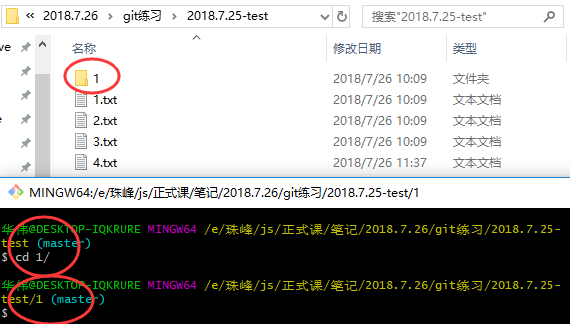 « 2018.7.26 › git练习 › 2018.7.25-test
搜索"2018.7.25-test"
名称 修改日期 类型
1 2018/7/26 10:09 文件夹
1.txt 2018/7/26 10:09 文本文档
2.txt 2018/7/26 10:09 文本文档
3.txt 2018/7/26 10:09 文本文档
4.txt 2018/7/26 11:37 文本文档
MINGW64:/e/珠峰/js/正式课/笔记/2018.7.26/git练习/2018.7.25-test/1
华伟@DESKTOP-IQKRURE MINGW64 /e/珠峰/js/正式课/笔记/2018.7.26/git练习/2018.7.25-
test (master)
$ cd 1/
华伟@DESKTOP-IQKRURE MINGW64 /e/珠峰/js/正式课/笔记/2018.7.26/git练习/2018.7.25-
test/1 (master)
$